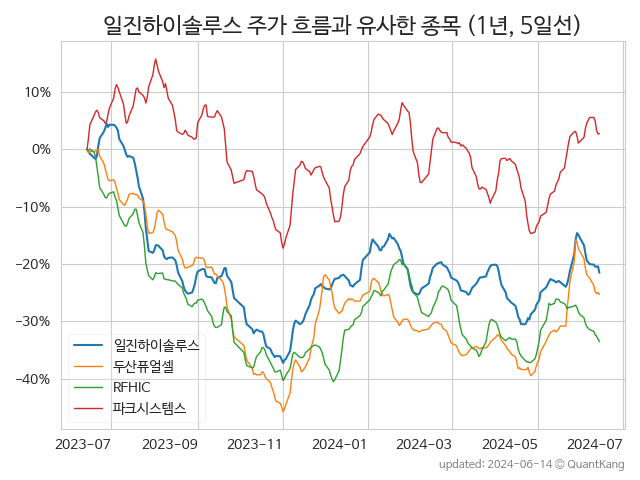 일진하이솔루스 주가 흐름과 유사한 종목 (1년, 5일선)
10%
0%
−10%
−20%
−30%
−40%
일진하이솔루스
두산퓨얼셀
RFHIC
파크시스템스
2023-07 2023-09 2023-11 2024-01 2024-03 2024-05 2024-07
updated: 2024-06-14 © QuantKang